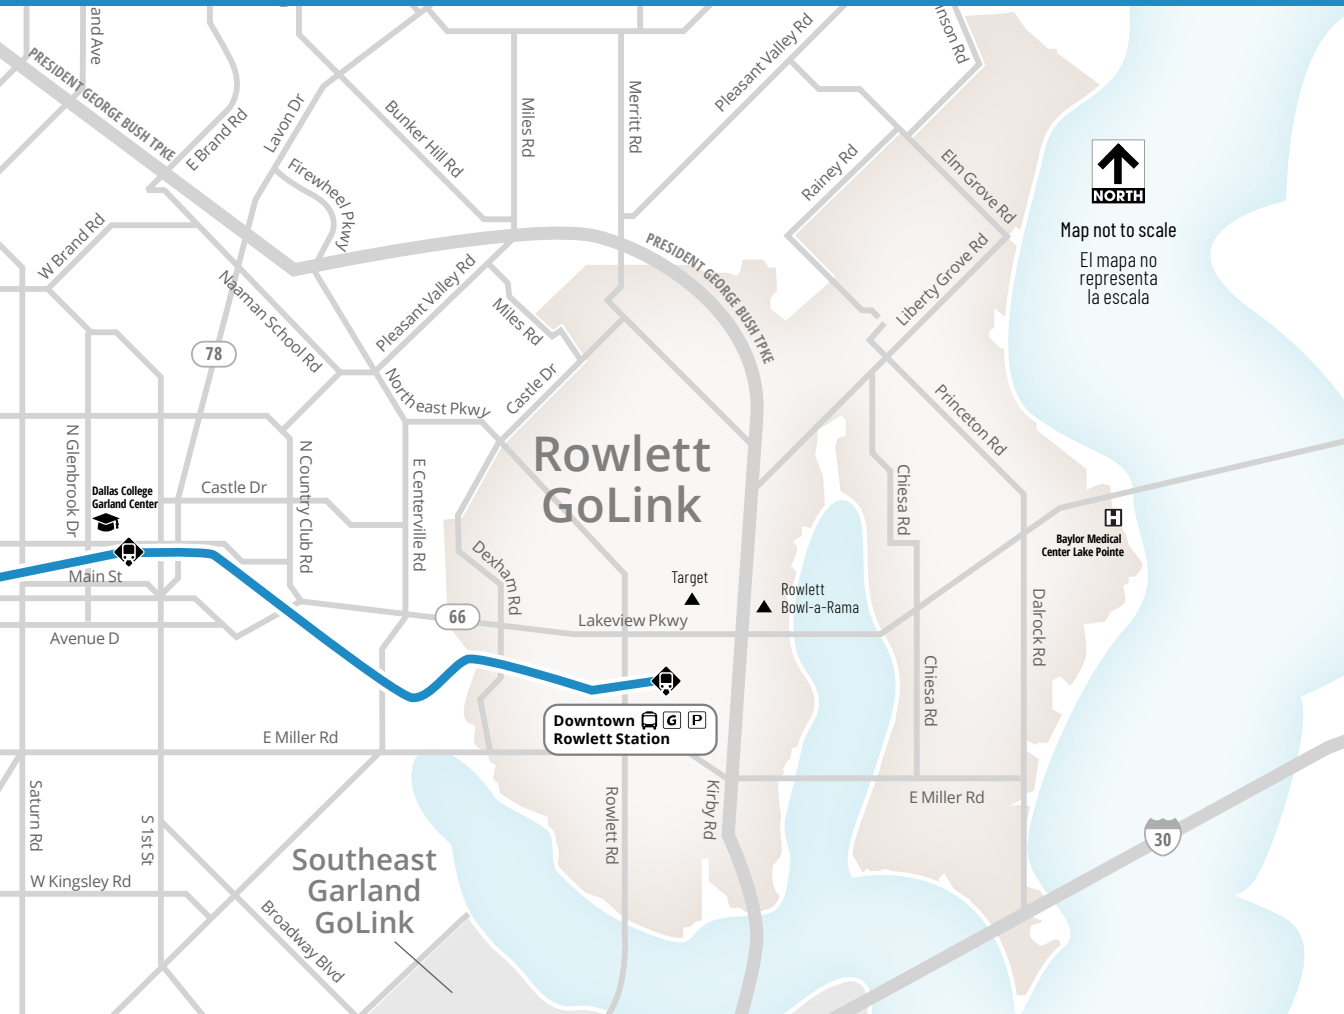 and Ave
PRESIDENT GEORGE BUSH TPKE
E Brand Rd
Lavon Dr
Bunker Hill Rd
Miles Rd
Merritt Rd
Pleasant Valley Rd
nson Rd
Firewheel Pkwy
Rainey Rd
Elm Grove Rd
NORTH
Map not to scale
El mapa no
representa
la escala
W Brand Rd
Naaman School Rd
Pleasant Valley Rd
Miles Rd
PRESIDENT GEORGE BUSH TPKE
Liberty Grove Rd
78
Northeast Pkwy
Castle Dr
Princeton Rd
Rowlett
GoLink
N Glenbrook Dr
Dallas College
Garland Center
Castle Dr
N Country Club Rd
E Centerville Rd
Chiesa Rd
H
Baylor Medical
Center Lake Pointe
Main St
Dexham Rd
Target
Rowlett
Bowl-a-Rama
66
Lakeview Pkwy
Avenue D
Dalrock Rd
Chiesa Rd
Downtown G P
Rowlett Station
E Miller Rd
E Miller Rd
Saturn Rd
S 1st St
Rowlett Rd
Kirby Rd
30
Southeast
Garland
GoLink
W Kingsley Rd
Broadway Blvd